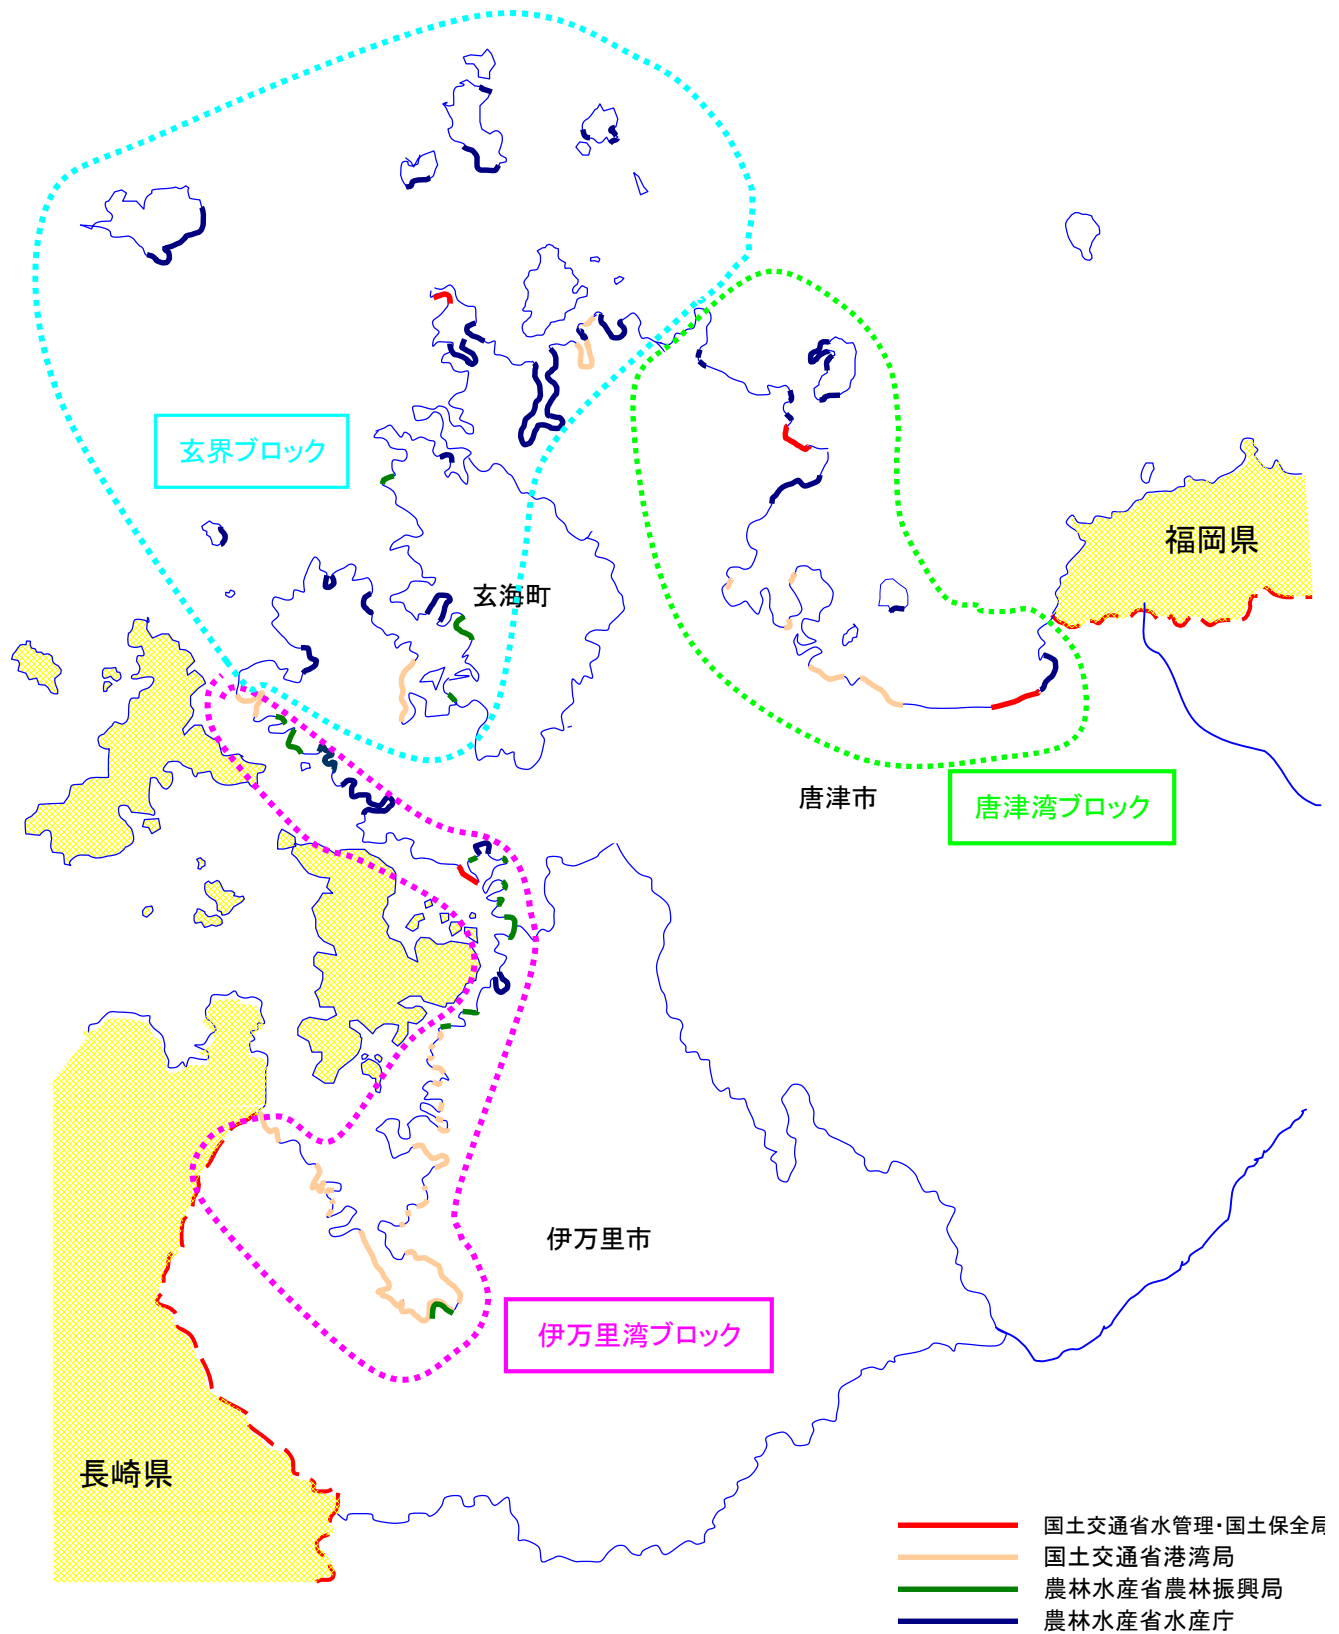 玄界ブロック
福岡県
玄海町
唐津市
唐津湾ブロック
伊万里市
伊万里湾ブロック
長崎県
国土交通省水管理・国土保全局
国土交通省港湾局
農林水産省農林振興局
農林水産省水産庁